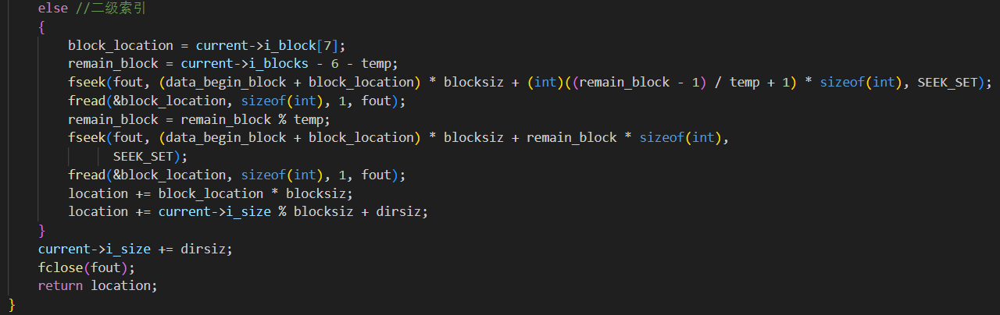 else //二级索引
{
block_location = current->i_block[7];
remain_block = current->i_blocks - 6 - temp;
fseek(fout, (data_begin_block + block_location) * blocksiz + (int)((remain_block - 1) / temp + 1) * sizeof(int), SEEK_SET);
fread(&block_location, sizeof(int), 1, fout);
remain_block = remain_block % temp;
fseek(fout, (data_begin_block + block_location) * blocksiz + remain_block * sizeof(int),
SEEK_SET);
fread(&block_location, sizeof(int), 1, fout);
location += block_location * blocksiz;
location += current->i_size % blocksiz + dirsiz;
}
current->i_size += dirsiz;
fclose(fout);
return location;
}